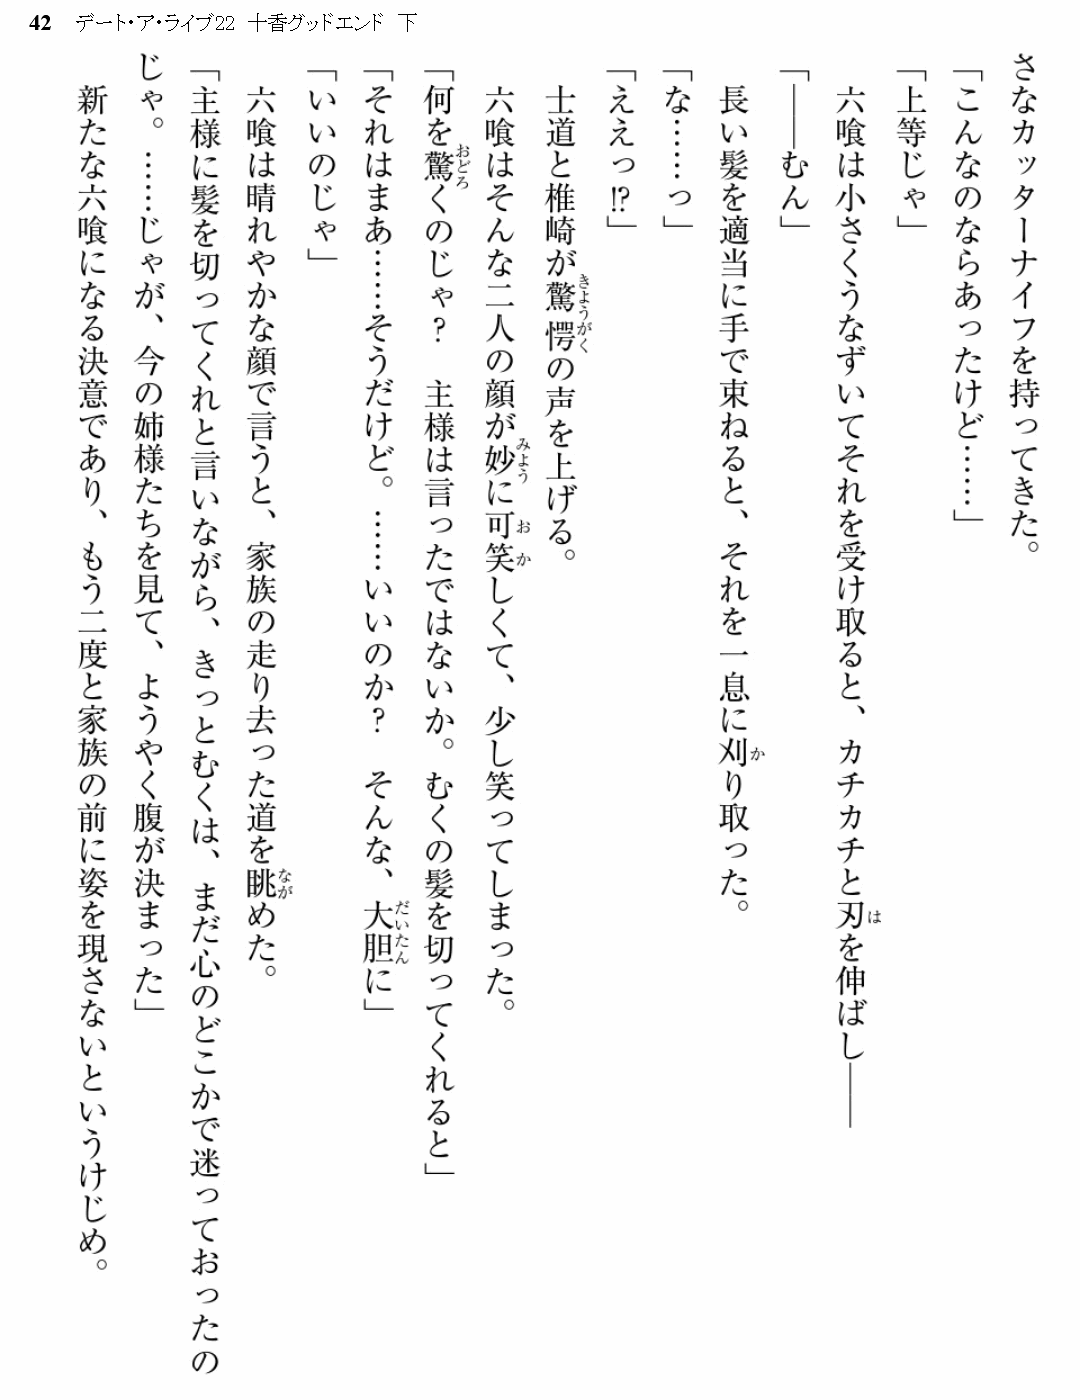 42 デート・ア・ライブ22 十香グッドエンド 下
さなカッターナイフを持ってきた。
「こんなのならあったけど……」
「上等じゃ」
六喰は小さくうなずいてそれを受け取ると、カチカチと刃を伸ばし――
「――むん」
長い髪を適当に手で束ねると、それを一息に刈り取った。
「な……っ」
「ええっ!?」
士道と椎崎が驚愕の声を上げる。
六喰はそんな二人の顔が妙に可笑しくて、少し笑ってしまった。
「何を驚くのじゃ？　主様は言ったではないか。むくの髪を切ってくれると」
「それはまあ……そうだけど。……いいのか？　そんな、大胆に」
「いいのじゃ」
六喰は晴れやかな顔で言うと、家族の走り去った道を眺めた。
「主様に髪を切ってくれと言いながら、きっとむくは、まだ心のどこかで迷っておったの
じゃ。……じゃが、今の姉様たちを見て、ようやく腹が決まった」
新たな六喰になる決意であり、もう二度と家族の前に姿を現さないというけじめ。